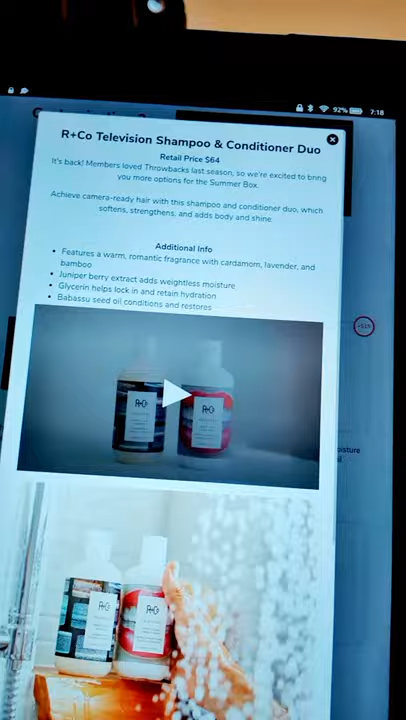 92% 7:18
R+Co Television Shampoo & Conditioner Duo
Retail Price $64
It's back! Members loved Throwbacks last season, so we're excited to bring
you more options for the Summer Box.
Achieve camera-ready hair with this shampoo and conditioner duo, which
softens, strengthens, and adds body and shine.
Additional Info
• Features a warm, romantic fragrance with cardamom, lavender, and
bamboo
• Juniper berry extract adds weightless moisture
• Glycerin helps lock in and retain hydration
• Babassu seed oil conditions and restores
R+Co
R+Co
R+Co
R+Co